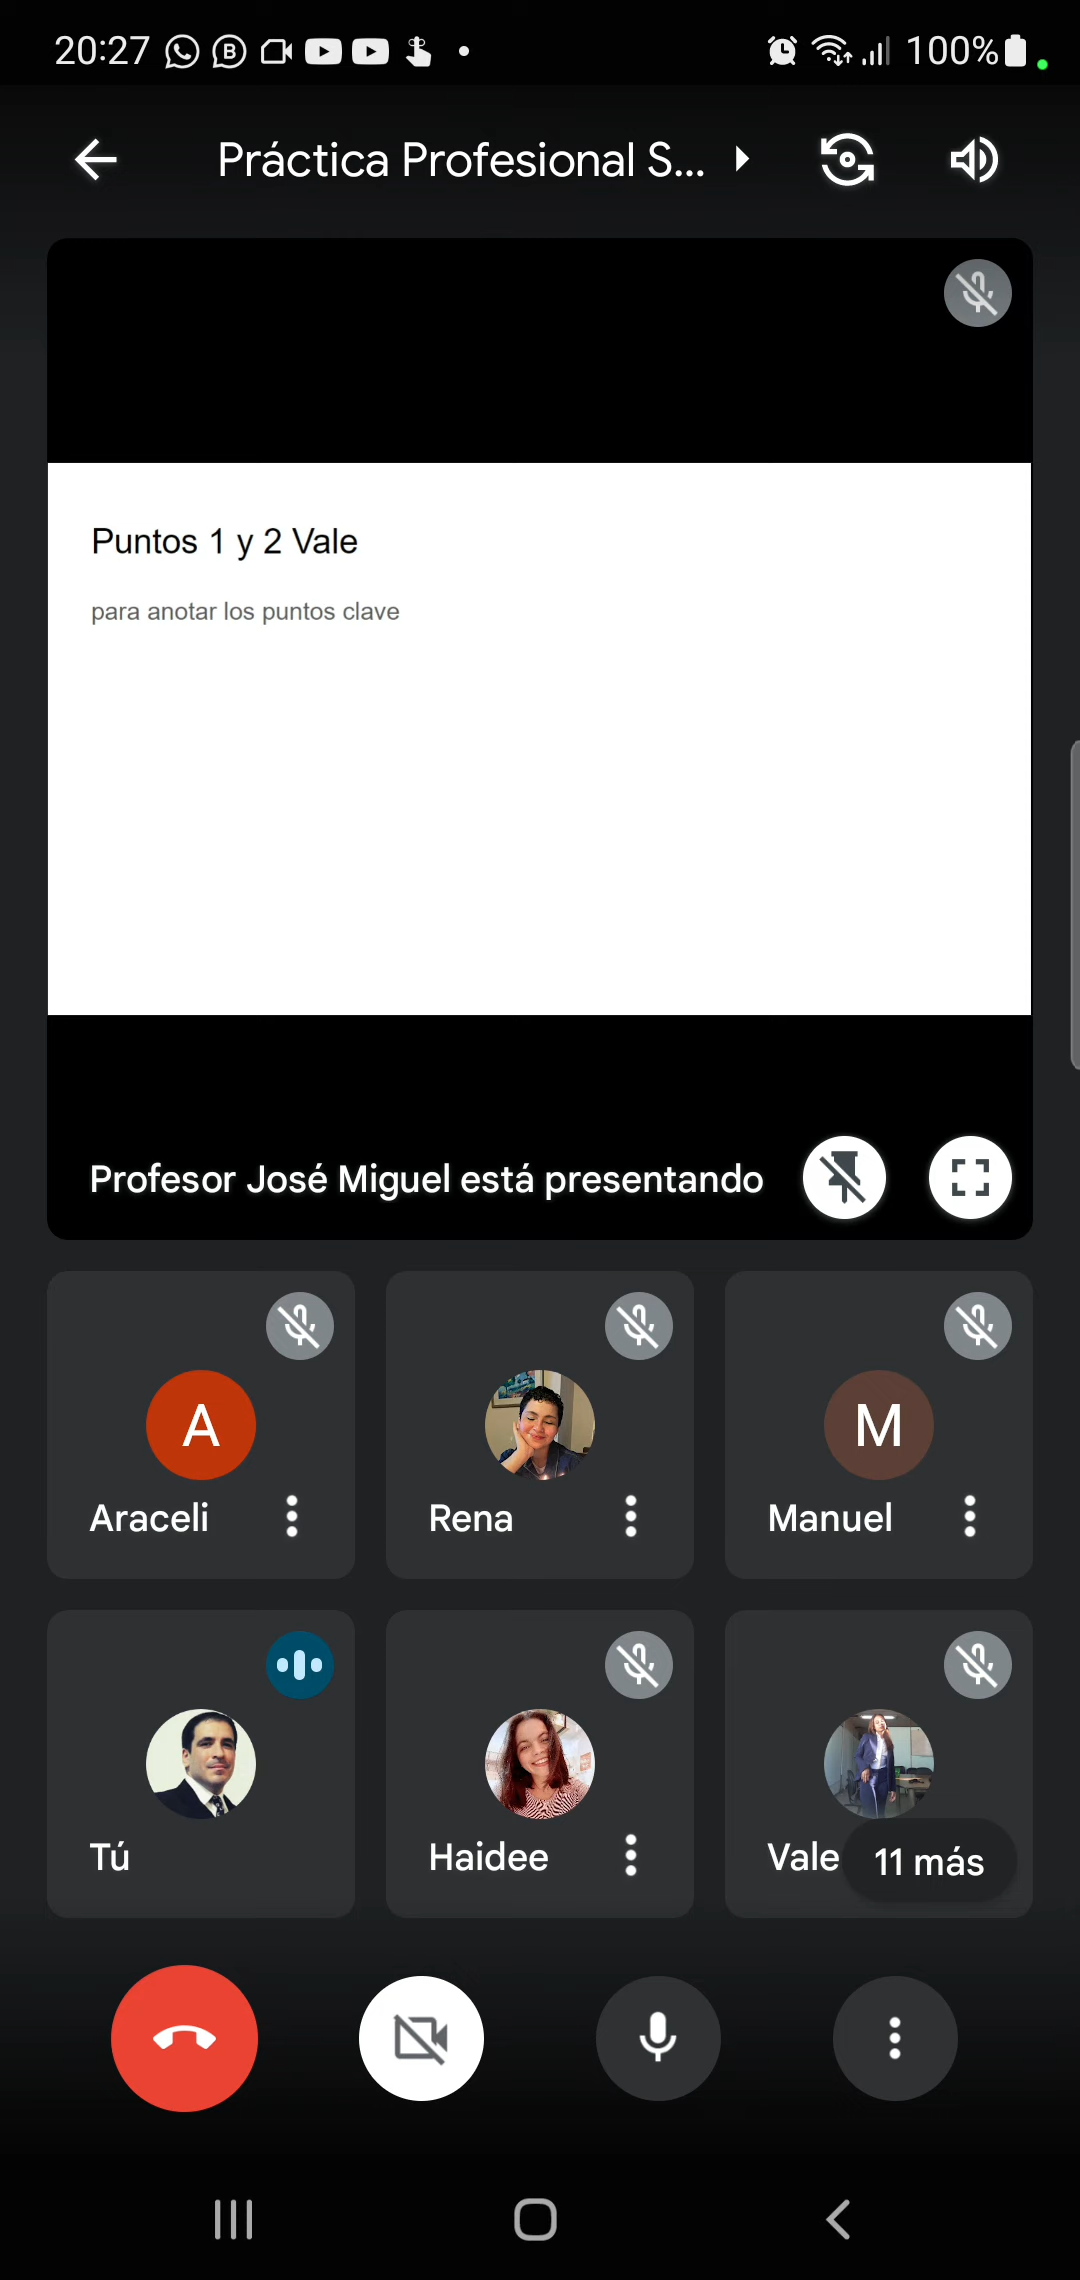 20:27
100%
Práctica Profesional S...
Puntos 1 y 2 Vale
para anotar los puntos clave
Profesor José Miguel está presentando
A
M
Araceli
Rena
Manuel
Tú
Haidee
Vale
11 más